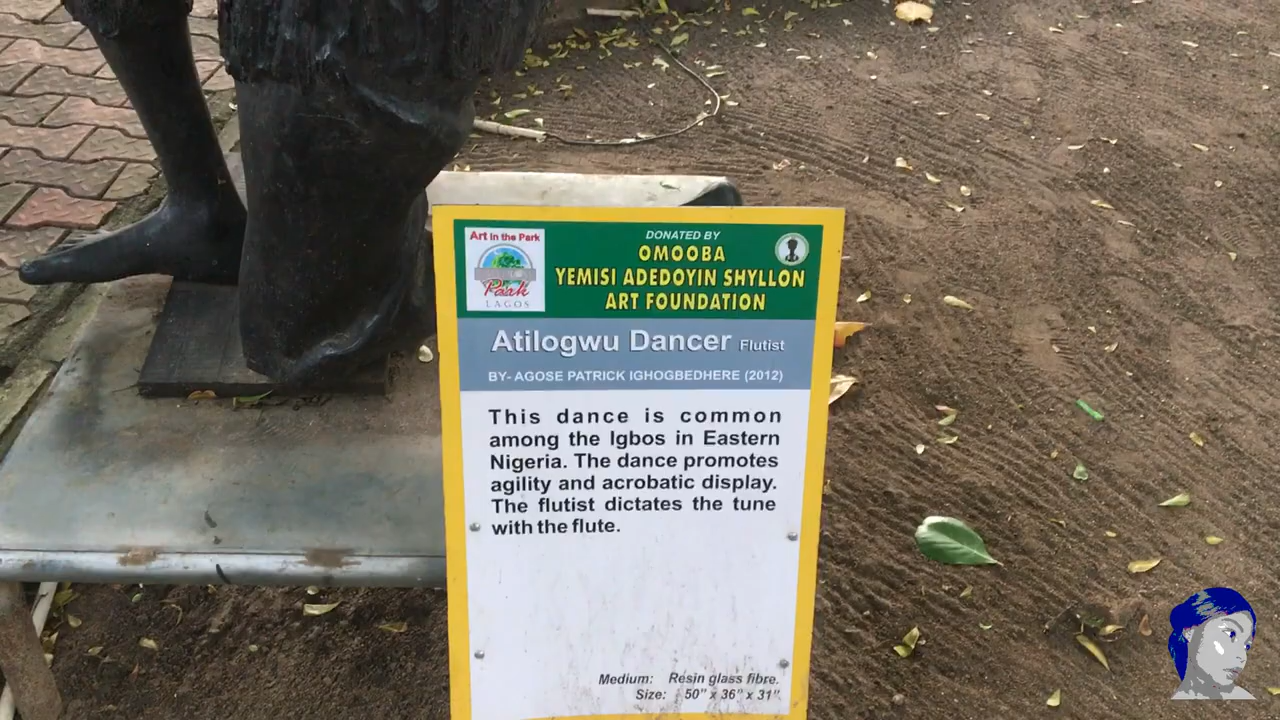 Art in the Park
Paak
LAGOS
DONATED BY
OMOOBA
YEMISI ADEDOYIN SHYLLON
ART FOUNDATION
Atilogwu Dancer Flutist
BY- AGOSE PATRICK IGHOGBEDHERE (2012)
This dance is common
among the Igbos in Eastern
Nigeria. The dance promotes
agility and acrobatic display.
The flutist dictates the tune
with the flute.
Medium: Resin glass fibre.
Size: 50" x 36" x 31"